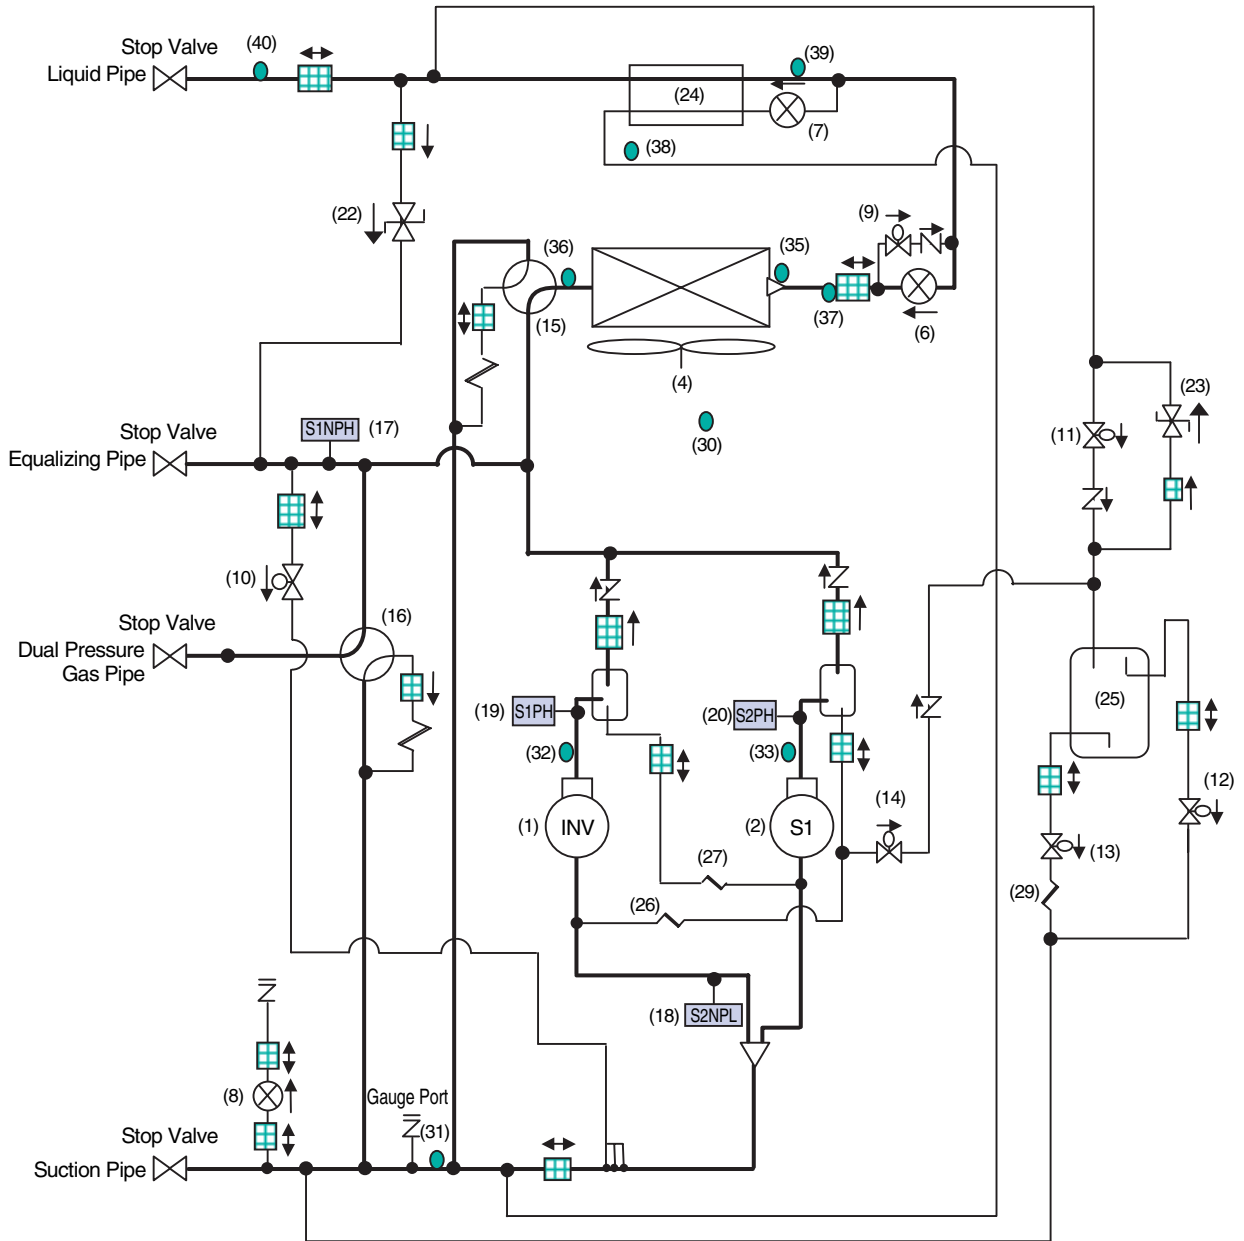 Stop Valve
Liquid Pipe
(40)
(39)
(24)
(7)
(38)
(22)
(9)
(36)
(35)
(15)
(37)
(6)
(4)
(30)
(23)
(11)
Stop Valve
Equalizing Pipe
S1NPH
(17)
(10)
(16)
Stop Valve
Dual Pressure
Gas Pipe
(19)
S1PH
(20)
S2PH
(25)
(32)
(33)
(12)
(14)
(1)
INV
(2)
S1
(13)
(27)
(29)
(26)
(18)
S2NPL
(8)
Gauge Port
(31)
Stop Valve
Suction Pipe